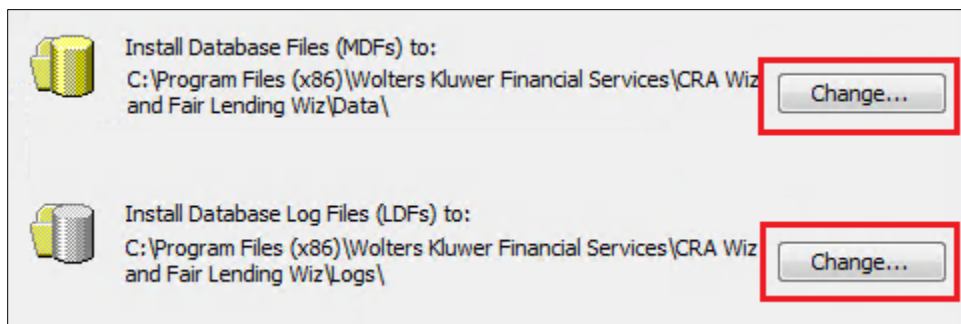 Install Database Files (MDFs) to:
C:\Program Files (x86)\Wolters Kluwer Financial Services\CRA Wiz
and Fair Lending Wiz\Data\
Change...
Install Database Log Files (LDFs) to:
C:\Program Files (x86)\Wolters Kluwer Financial Services\CRA Wiz
and Fair Lending Wiz\Logs\
Change...